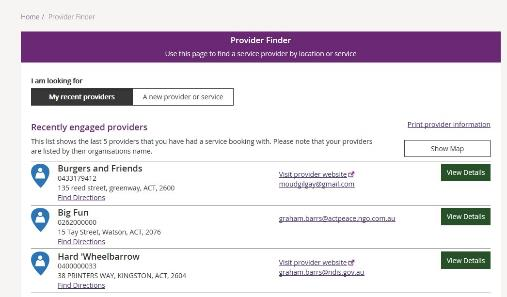 Home / Provider Finder
Provider Finder
Use this page to find a service provider by location or service
I am looking for
My recent providers
A new provider or service
Recently engaged providers
Print provider information
This list shows the last 5 providers that you have had a service booking with. Please note that your providers
are listed by their organisations name.
Show Map
Burgers and Friends
0433179412
135 reed street, greenway, ACT, 2600
Find Directions
Visit provider website
moudgilgay@gmail.com
View Details
Big Fun
0262000000
15 Tay Street, Watson, ACT, 2076
Find Directions
graham.barrs@actpeace.ngo.com.au
View Details
Hard 'Wheelbarrow
0400000033
38 PRINTERS WAY, KINGSTON, ACT, 2604
Find Directions
Visit provider website
graham.barrs@ndis.gov.au
View Details